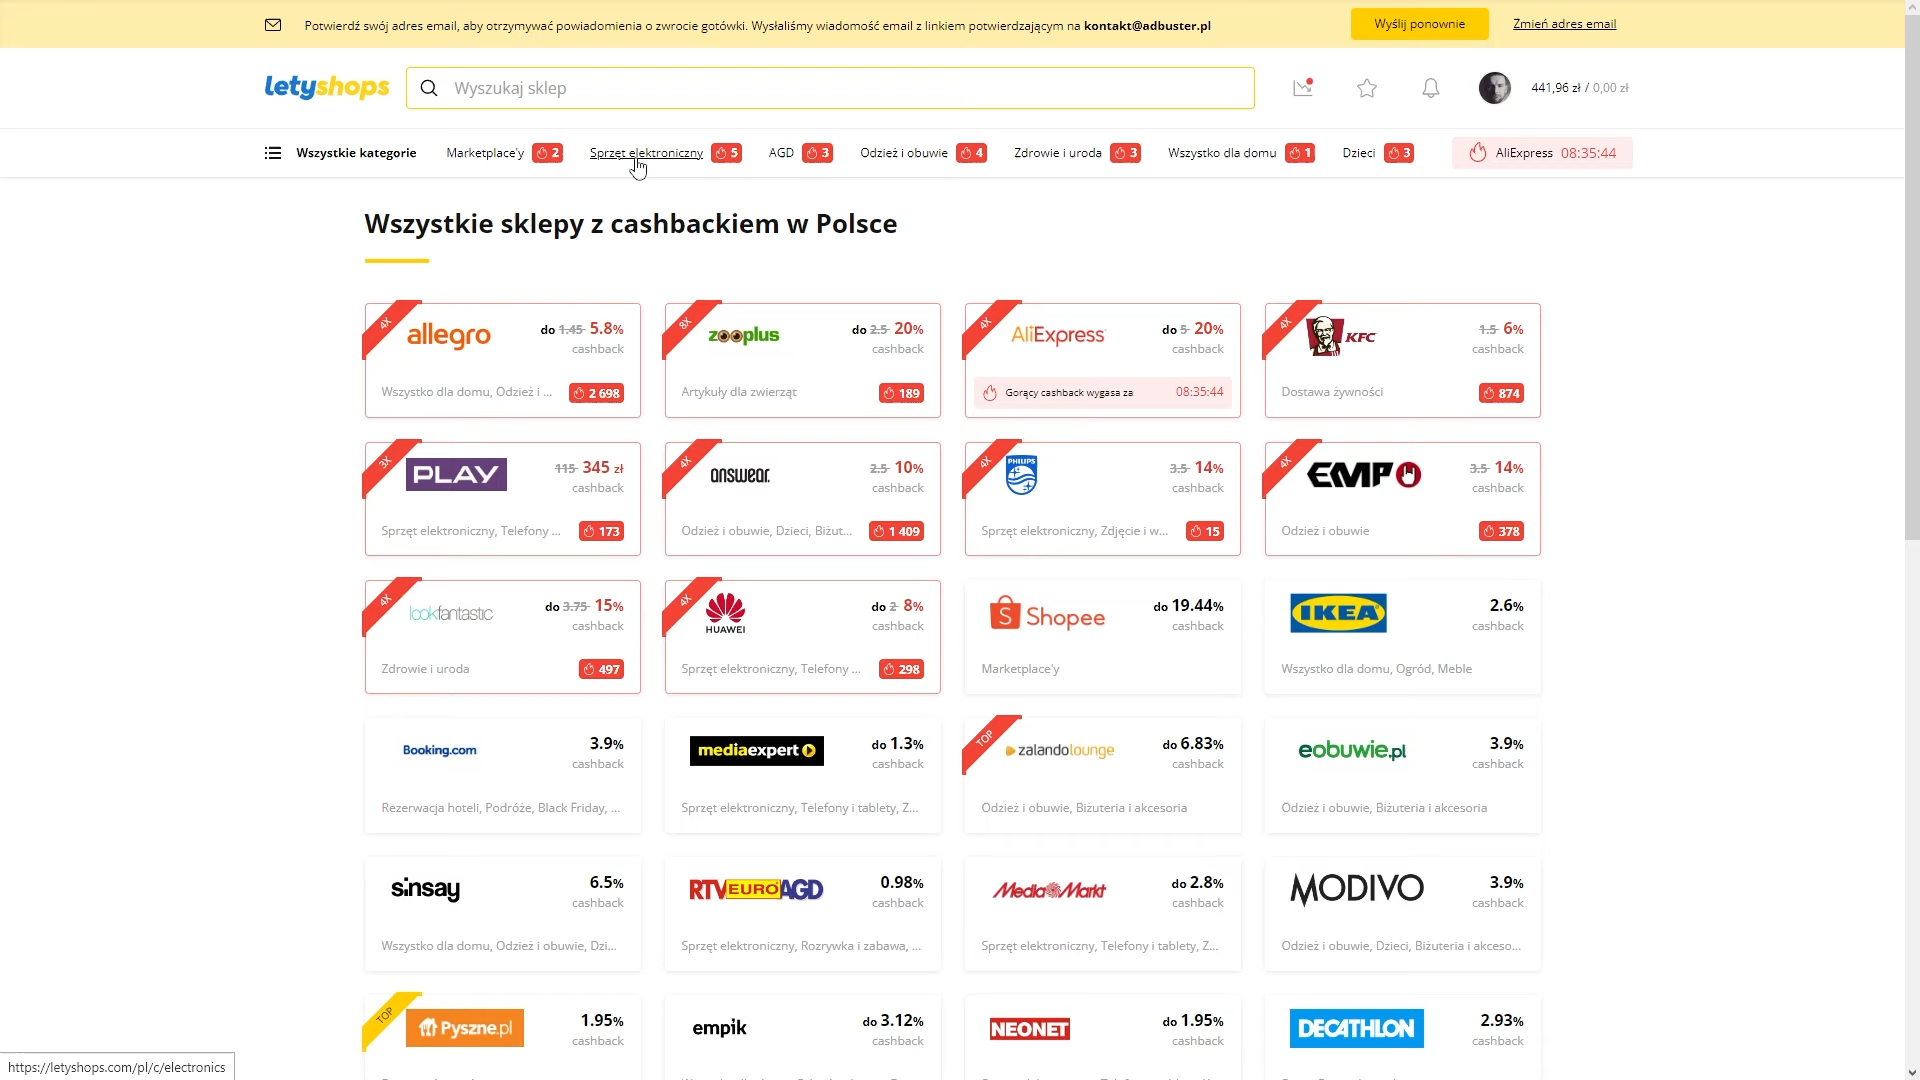 Potwierdź swój adres email, aby otrzymywać powiadomienia o zwrocie gotówki. Wysłaliśmy wiadomość email z linkiem potwierdzającym na kontakt@adbuster.pl
Wyślij ponownie
Zmień adres email
letyshops
Wyszukaj sklep
441,96 zł / 0,00 zł
Wszystkie kategorie
Marketplace'y 2
Sprzęt elektroniczny 5
AGD 3
Odzież i obuwie 4
Zdrowie i uroda 3
Wszystko dla domu 1
Dzieci 3
AliExpress 08:35:44
Wszystkie sklepy z cashbackiem w Polsce
4X
allegro
do 1.45 5.8%
cashback
Wszystko dla domu, Odzież i ...
2 698
8X
zooplus
do 2.5 20%
cashback
Artykuły dla zwierząt
189
4X
AliExpress
do 5 20%
cashback
Gorący cashback wygasa za
08:35:44
4X
KFC
1.5 6%
cashback
Dostawa żywności
874
3X
PLAY
115 345 zł
cashback
Sprzęt elektroniczny, Telefony ...
173
4X
answear.
2.5 10%
cashback
Odzież i obuwie, Dzieci, Biżut...
1 409
4X
PHILIPS
3.5 14%
cashback
Sprzęt elektroniczny, Zdjęcie i w...
15
4X
EMP
3.5 14%
cashback
Odzież i obuwie
378
4X
lookfantastic
do 3.75 15%
cashback
Zdrowie i uroda
497
4X
HUAWEI
do 2 8%
cashback
Sprzęt elektroniczny, Telefony ...
298
Shopee
do 19.44%
cashback
Marketplace'y
IKEA
2.6%
cashback
Wszystko dla domu, Ogród, Meble
Booking.com
3.9%
cashback
Rezerwacja hoteli, Podróże, Black Friday, ...
mediaexpert
do 1.3%
cashback
Sprzęt elektroniczny, Telefony i tablety, Z...
TOP
zalandolounge
do 6.83%
cashback
Odzież i obuwie, Biżuteria i akcesoria
eobuwie.pl
3.9%
cashback
Odzież i obuwie, Biżuteria i akcesoria
sinsay
6.5%
cashback
Wszystko dla domu, Odzież i obuwie, Dzi...
RTV EURO AGD
0.98%
cashback
Sprzęt elektroniczny, Rozrywka i zabawa, ...
Media Markt
do 2.8%
cashback
Sprzęt elektroniczny, Telefony i tablety, Z...
MODIVO
3.9%
cashback
Odzież i obuwie, Dzieci, Biżuteria i akceso...
TOP
Pyszne.pl
1.95%
cashback
empik
do 3.12%
cashback
NEONET
do 1.95%
cashback
DECATHLON
2.93%
cashback
https://letyshops.com/pl/c/electronics